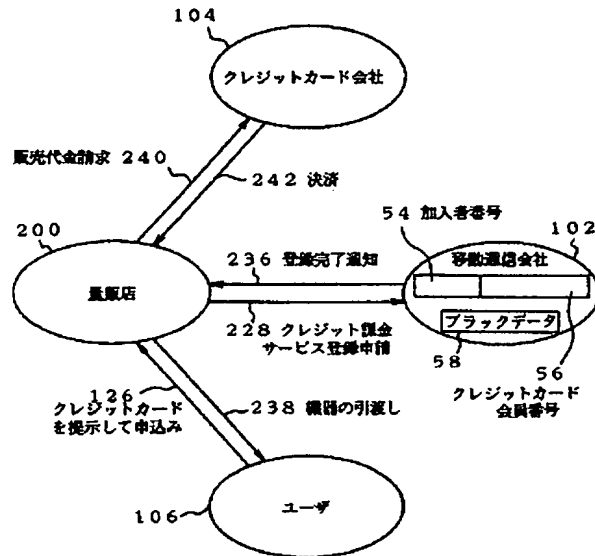 104
クレジットカード会社
販売代金請求 240
242 決済
54 加入者番号
102
200
236 登録完了通知
移動通信会社
量販店
228 クレジット課金
サービス登録申請
ブラックデータ
58
56
クレジットカード
会員番号
126
クレジットカード
を提示して申込み
238 機器の引渡し
106
ユーザ